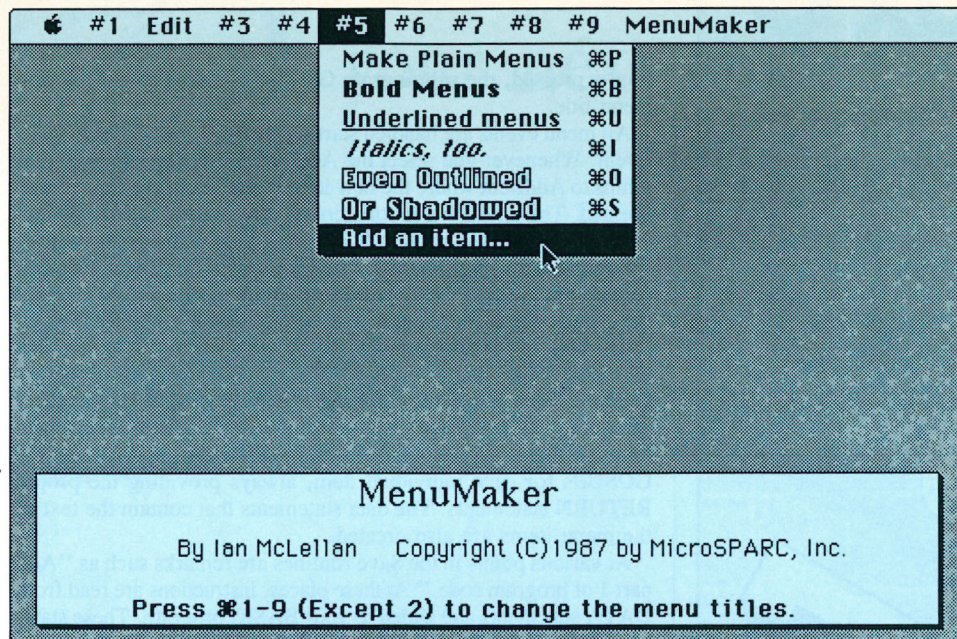 #1 Edit #3 #4 #5 #6 #7 #8 #9 MenuMaker
Make Plain Menus ⌘P
Bold Menus ⌘B
Underlined menus ⌘U
Italics, too. ⌘I
Even Outlined ⌘O
Or Shadowed ⌘S
Add an item...
MenuMaker
By Ian McLellan Copyright (C)1987 by MicroSPARC, Inc.
Press ⌘1-9 (Except 2) to change the menu titles.